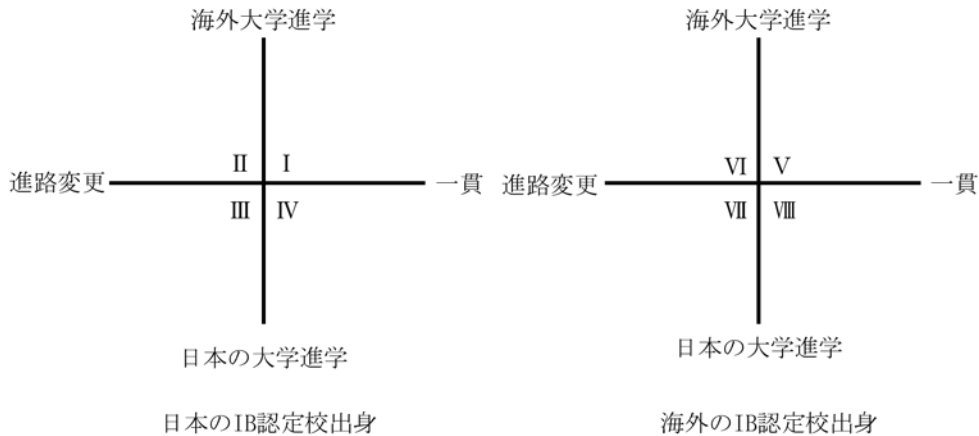 海外大学進学
Ⅱ Ⅰ
進路変更 一貫
Ⅲ Ⅳ
日本の大学進学
日本のIB認定校出身
海外大学進学
Ⅵ Ⅴ
進路変更 一貫
Ⅶ Ⅷ
日本の大学進学
海外のIB認定校出身